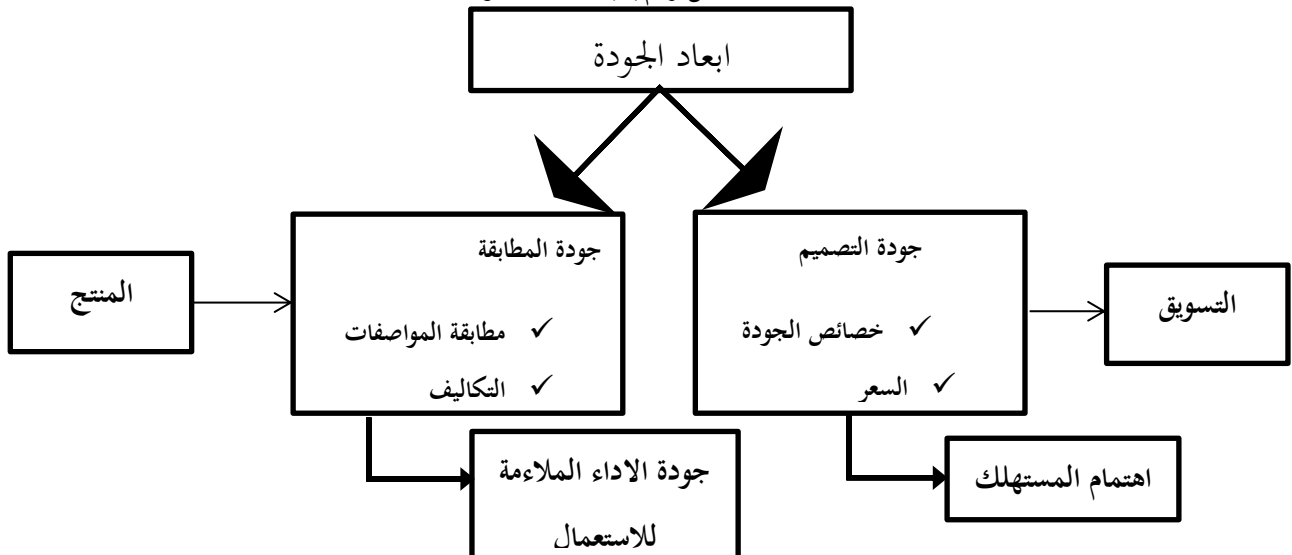 ابعاد الجودة
جودة التصميم
✓ خصائص الجودة
✓ السعر
جودة المطابقة
✓ مطابقة المواصفات
✓ التكاليف
التسويق
المنتج
اهتمام المستهلك
جودة الاداء الملاءمة
للاستعمال